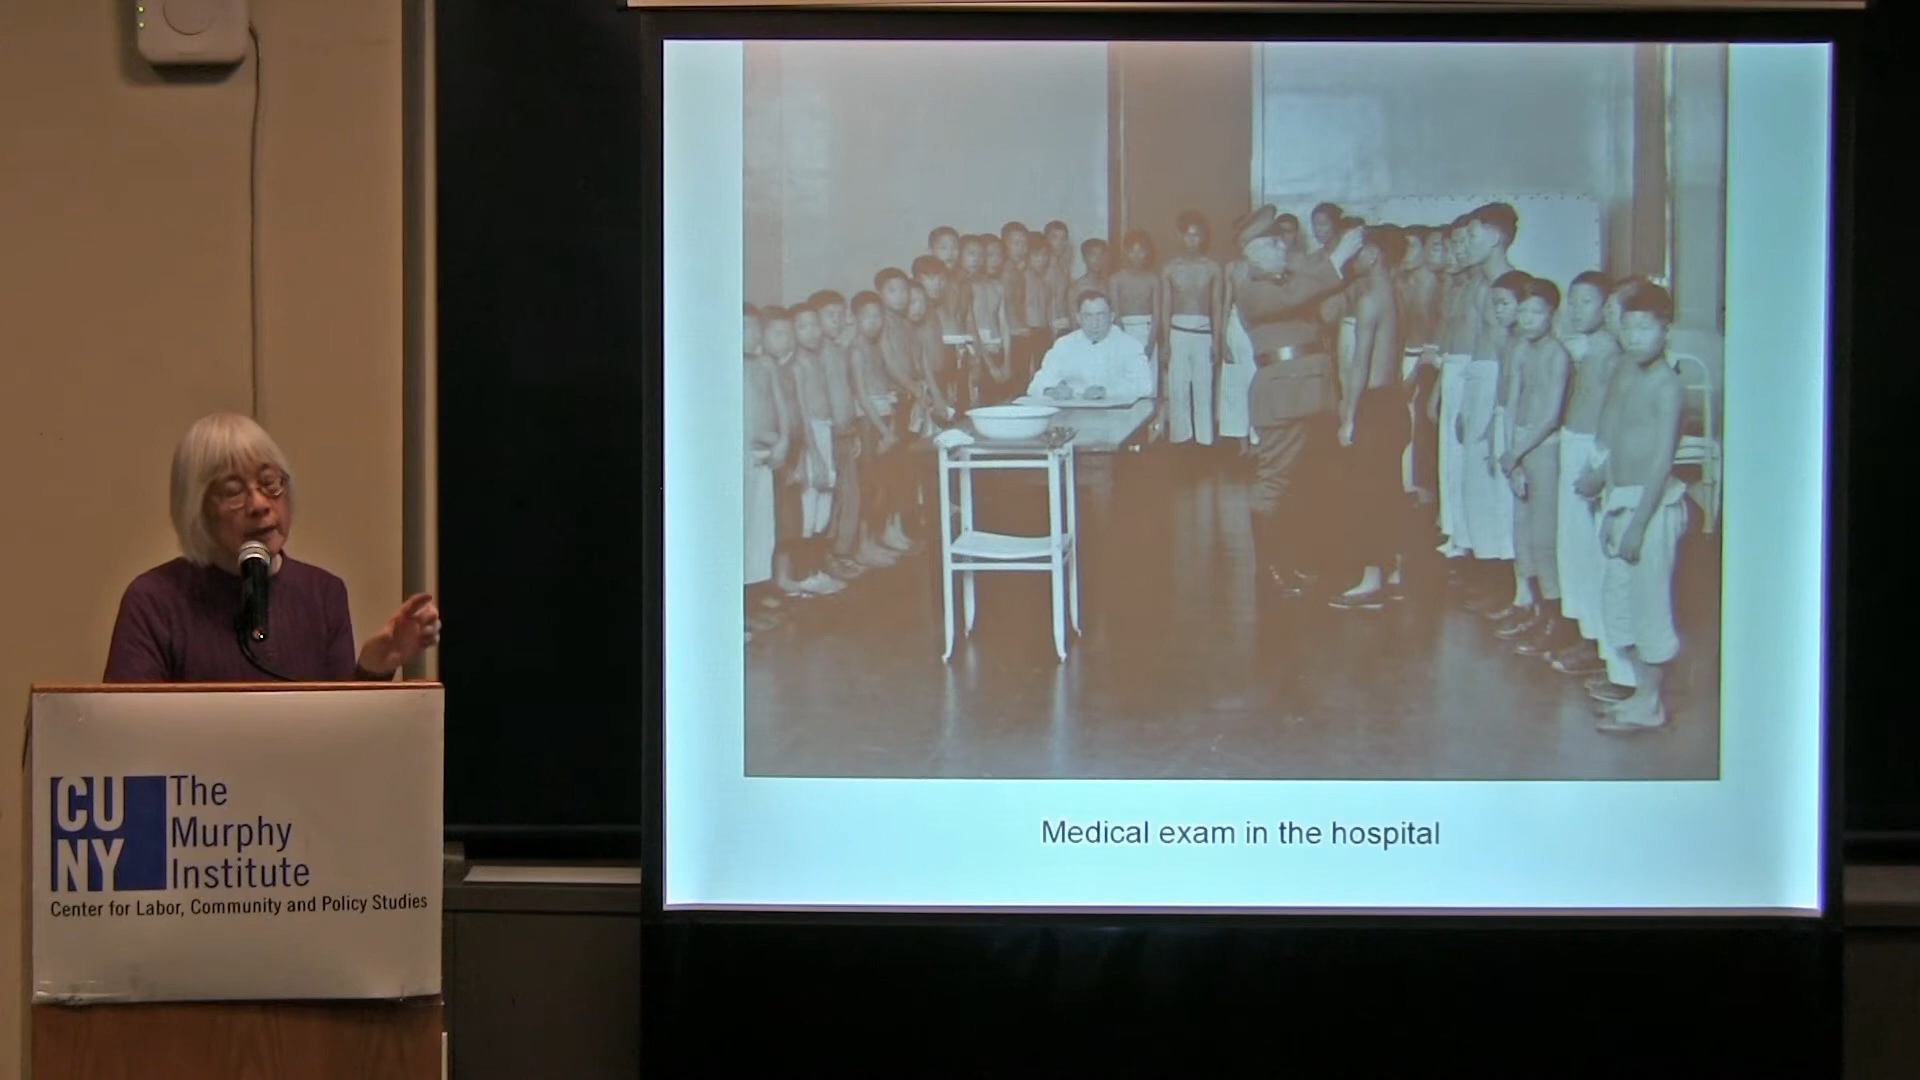 CU
NY
The
Murphy
Institute
Center for Labor, Community and Policy Studies
Medical exam in the hospital